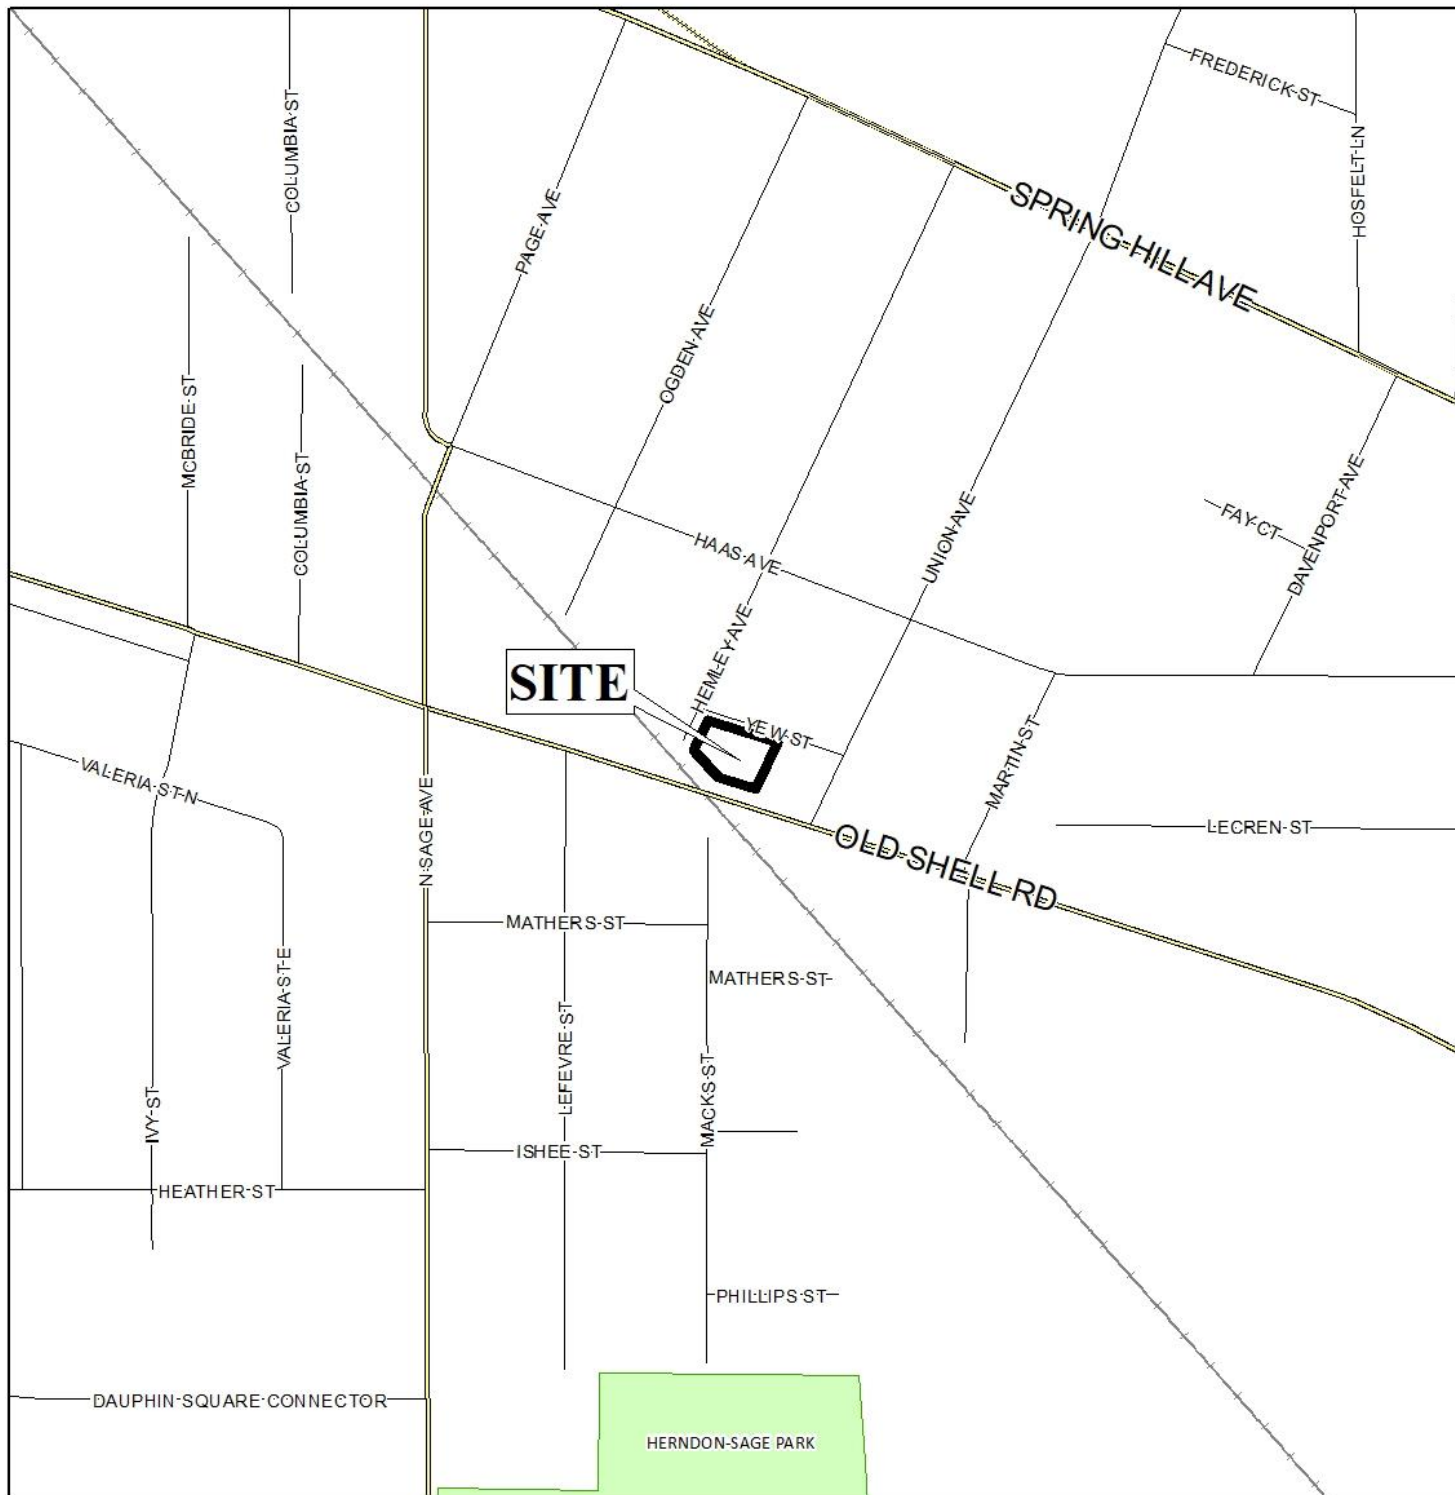 FREDERICK ST
COLUMBIA ST
HOSFELT LN
PAGE AVE
SPRING HILL AVE
OGDEN AVE
MCBRIDE ST
COLUMBIA ST
DAVENPORT AVE
UNION AVE
FAY CT
HAAS AVE
HEMLEY AVE
SITE
YEW ST
MARTIN ST
VALERIA ST N
N SAGE AVE
LECREN ST
OLD SHELL RD
MATHERS ST
MATHERS ST
VALERIA ST E
LEFEVRE ST
MACKS ST
IVY ST
ISHEE ST
HEATHER ST
PHILLIPS ST
DAUPHIN SQUARE CONNECTOR
HERNDON-SAGE PARK